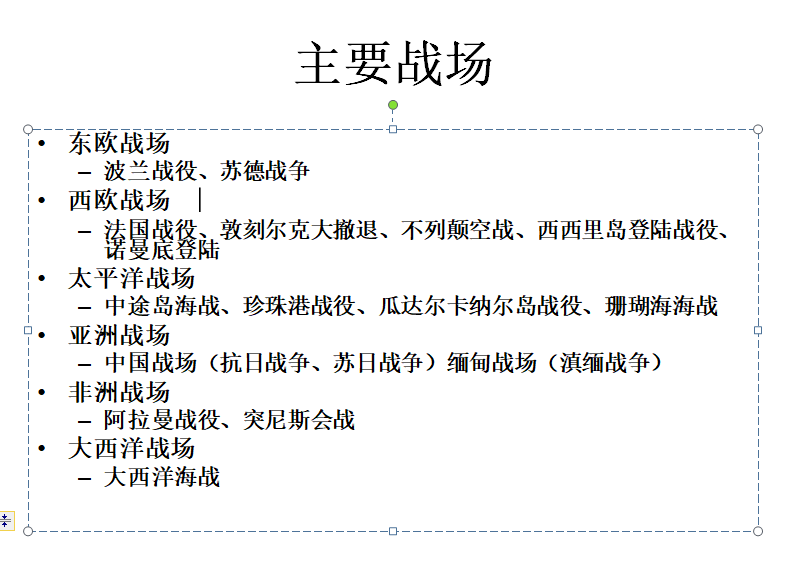 主要战场
• 东欧战场
– 波兰战役、苏德战争
• 西欧战场
– 法国战役、敦刻尔克大撤退、不列颠空战、西西里岛登陆战役、
诺曼底登陆
• 太平洋战场
– 中途岛海战、珍珠港战役、瓜达尔卡纳尔岛战役、珊瑚海海战
• 亚洲战场
– 中国战场（抗日战争、苏日战争）缅甸战场（滇缅战争）
• 非洲战场
– 阿拉曼战役、突尼斯会战
• 大西洋战场
– 大西洋海战